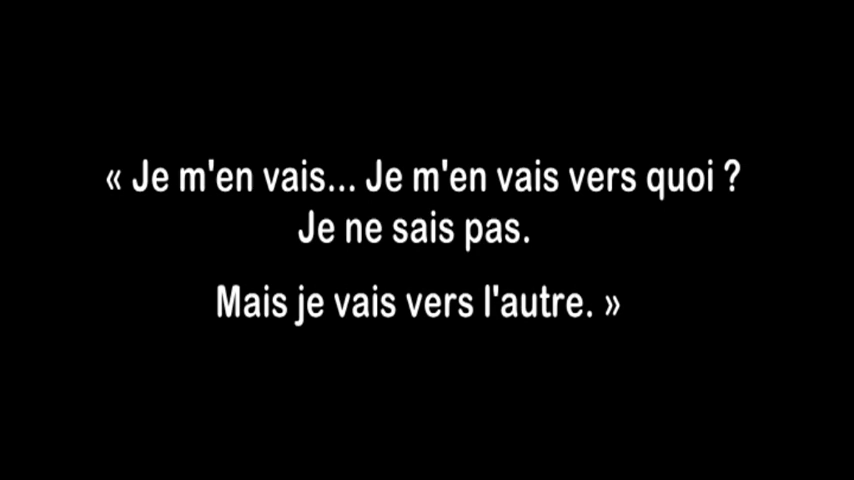 « Je m'en vais... Je m'en vais vers quoi ?
Je ne sais pas.
Mais je vais vers l'autre. »